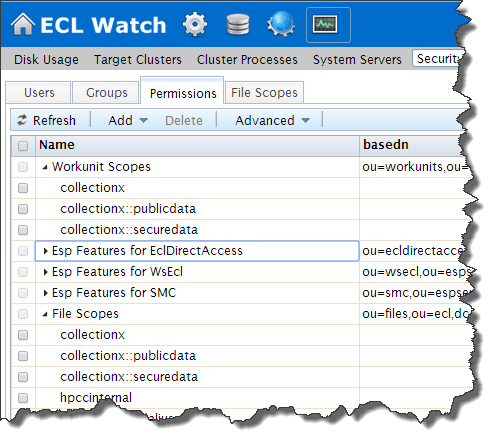 ECL Watch
Disk Usage Target Clusters Cluster Processes System Servers Securit
Users Groups Permissions File Scopes
Refresh Add Delete Advanced
Name basedn
Workunit Scopes ou=workunits,ou=
collectionx
collectionx::publicdata
collectionx::securedata
Esp Features for EclDirectAccess ou=ecldirectacce
Esp Features for WsEcl ou=wsecl,ou=esps
Esp Features for SMC ou=smc,ou=espser
File Scopes ou=files,ou=ecl,dc
collectionx
collectionx::publicdata
collectionx::securedata
hpccinternal